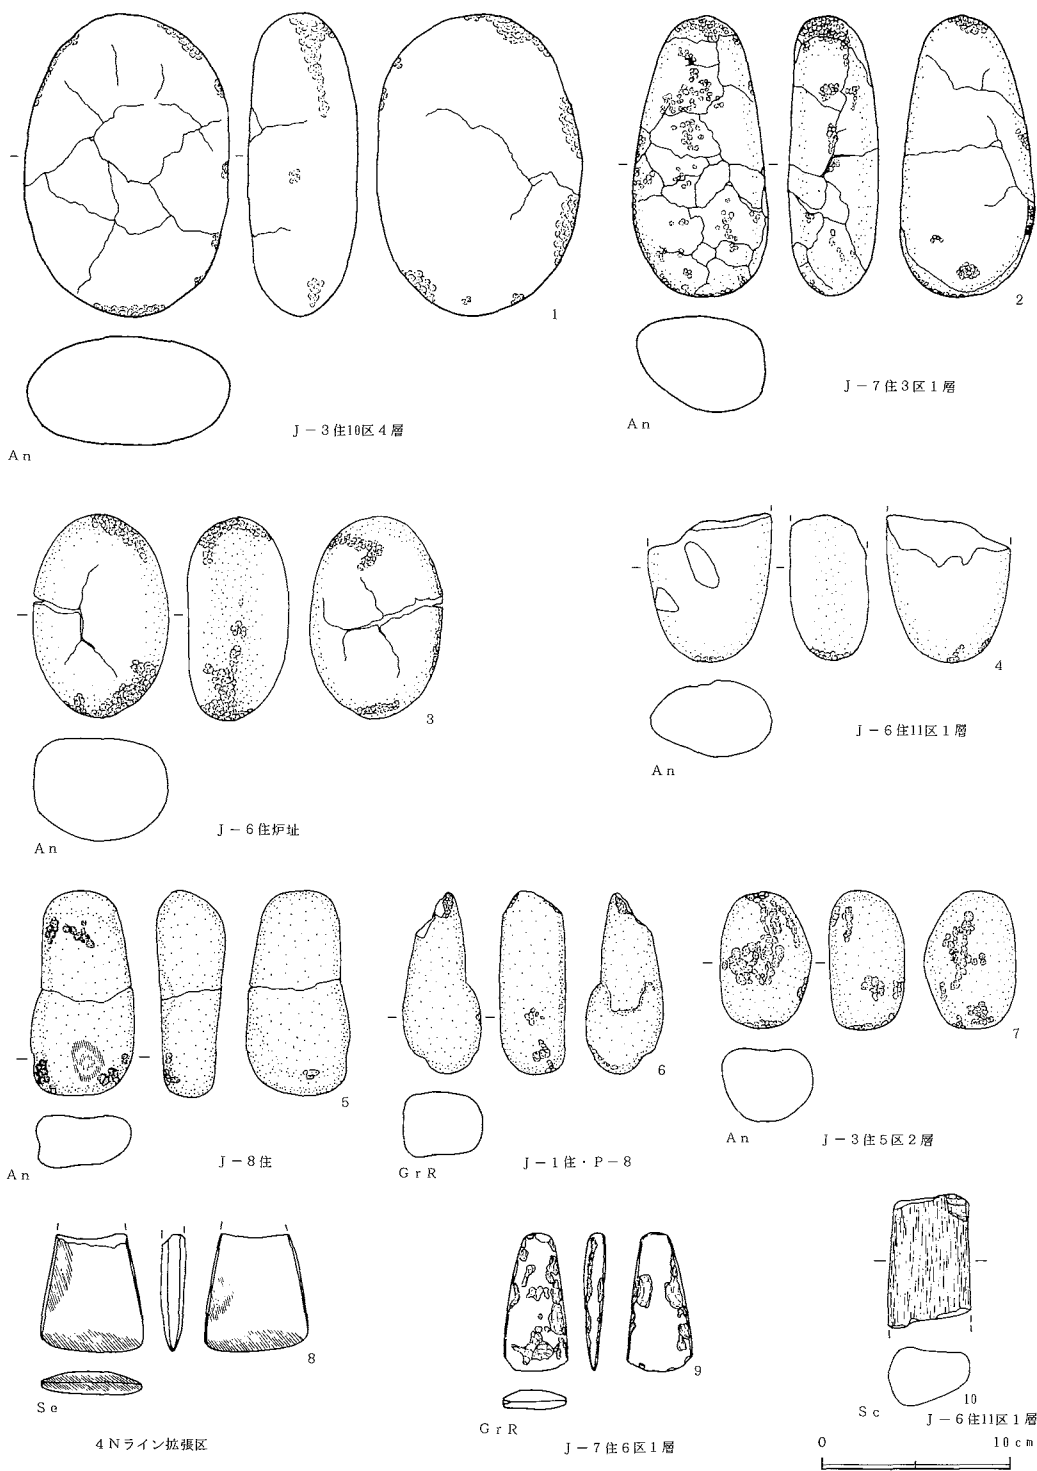 1
J－3住10区4層
An
2
J－7住3区1層
An
3
J－6住炉址
An
4
J－6住11区1層
An
5
J－8住
An
6
J－1住・P－8
GrR
7
J－3住5区2層
An
8
Se
4Nライン拡張区
9
GrR
J－7住6区1層
10
Sc
J－6住11区1層
0 10cm